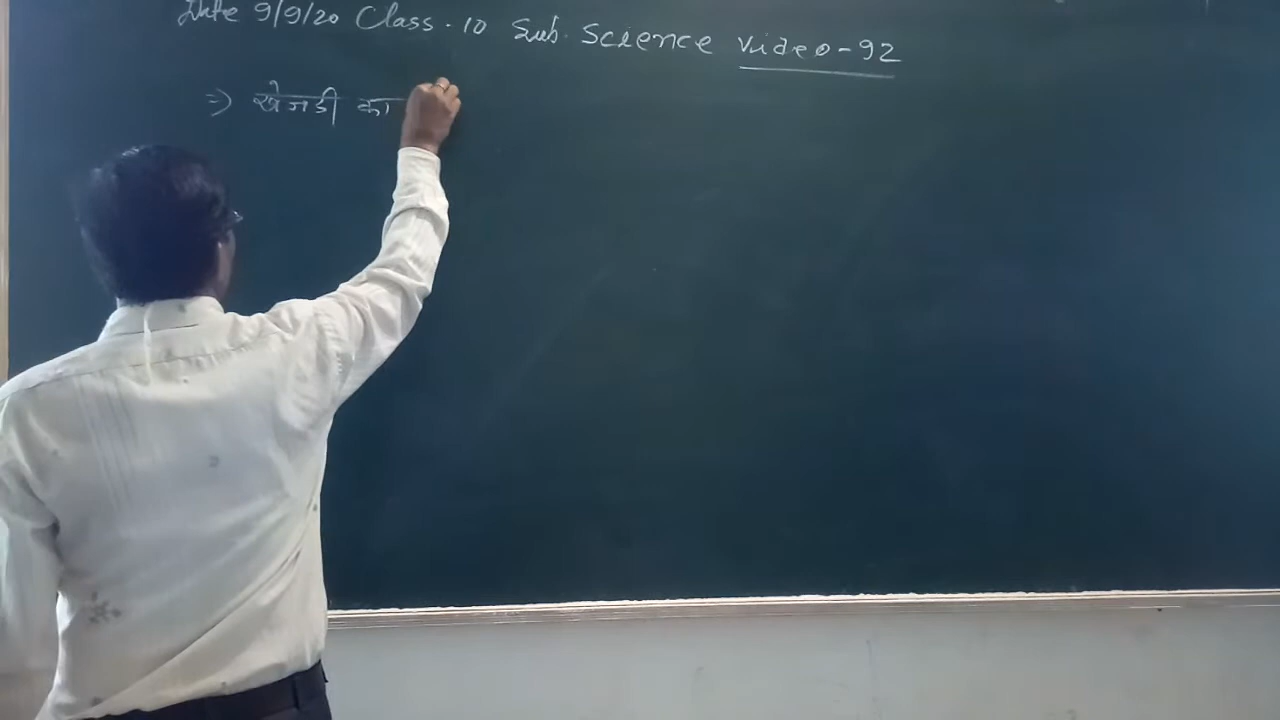 Date 9/9/20 Class - 10 Sub. Science Video - 92
⇒ खेजडी का